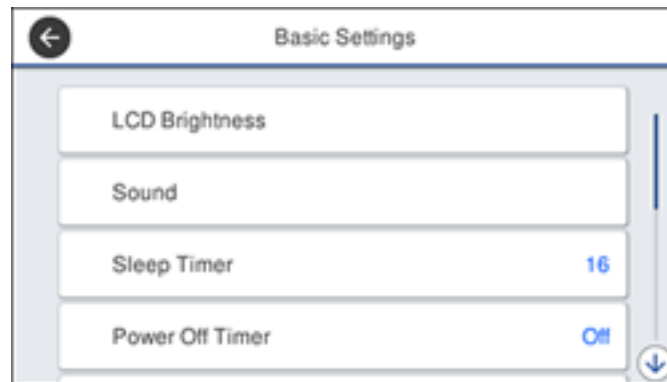 Basic Settings
LCD Brightness
Sound
Sleep Timer 16
Power Off Timer Off